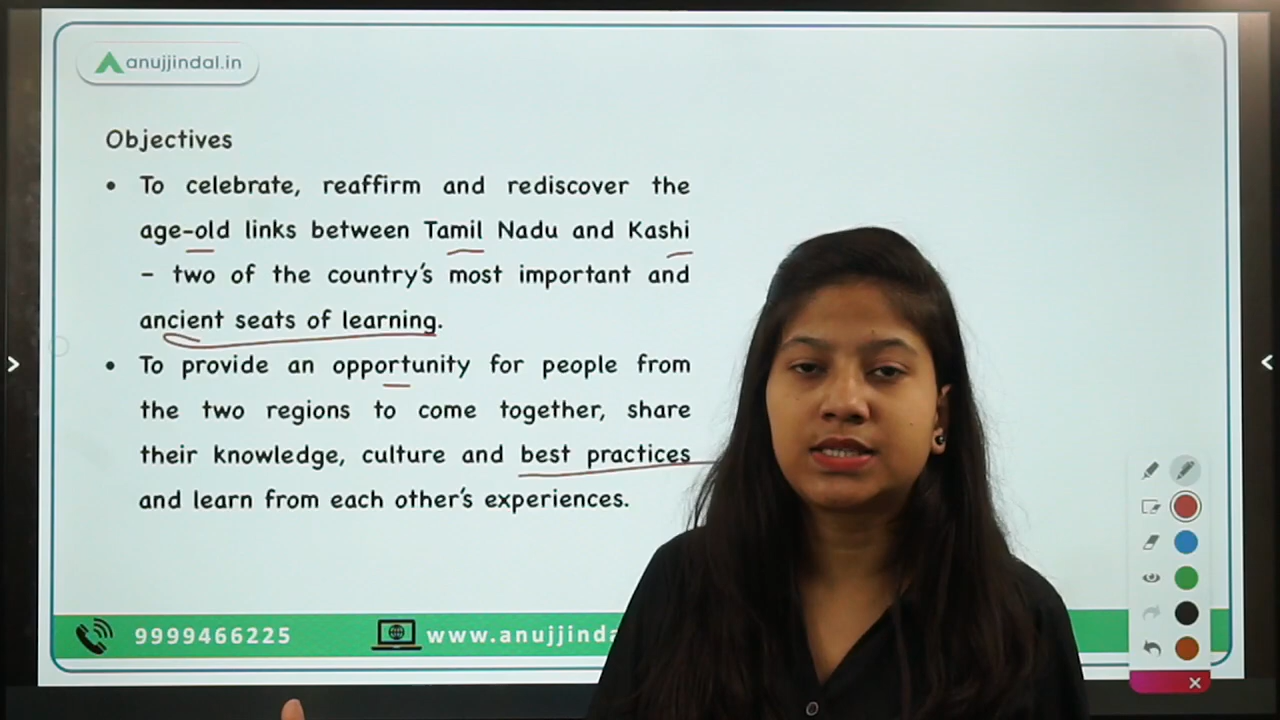 anujjindal.in
Objectives
• To celebrate, reaffirm and rediscover the
age-old links between Tamil Nadu and Kashi
– two of the country's most important and
ancient seats of learning.
• To provide an opportunity for people from
the two regions to come together, share
their knowledge, culture and best practices
and learn from each other's experiences.
9999466225
www.anujjinda